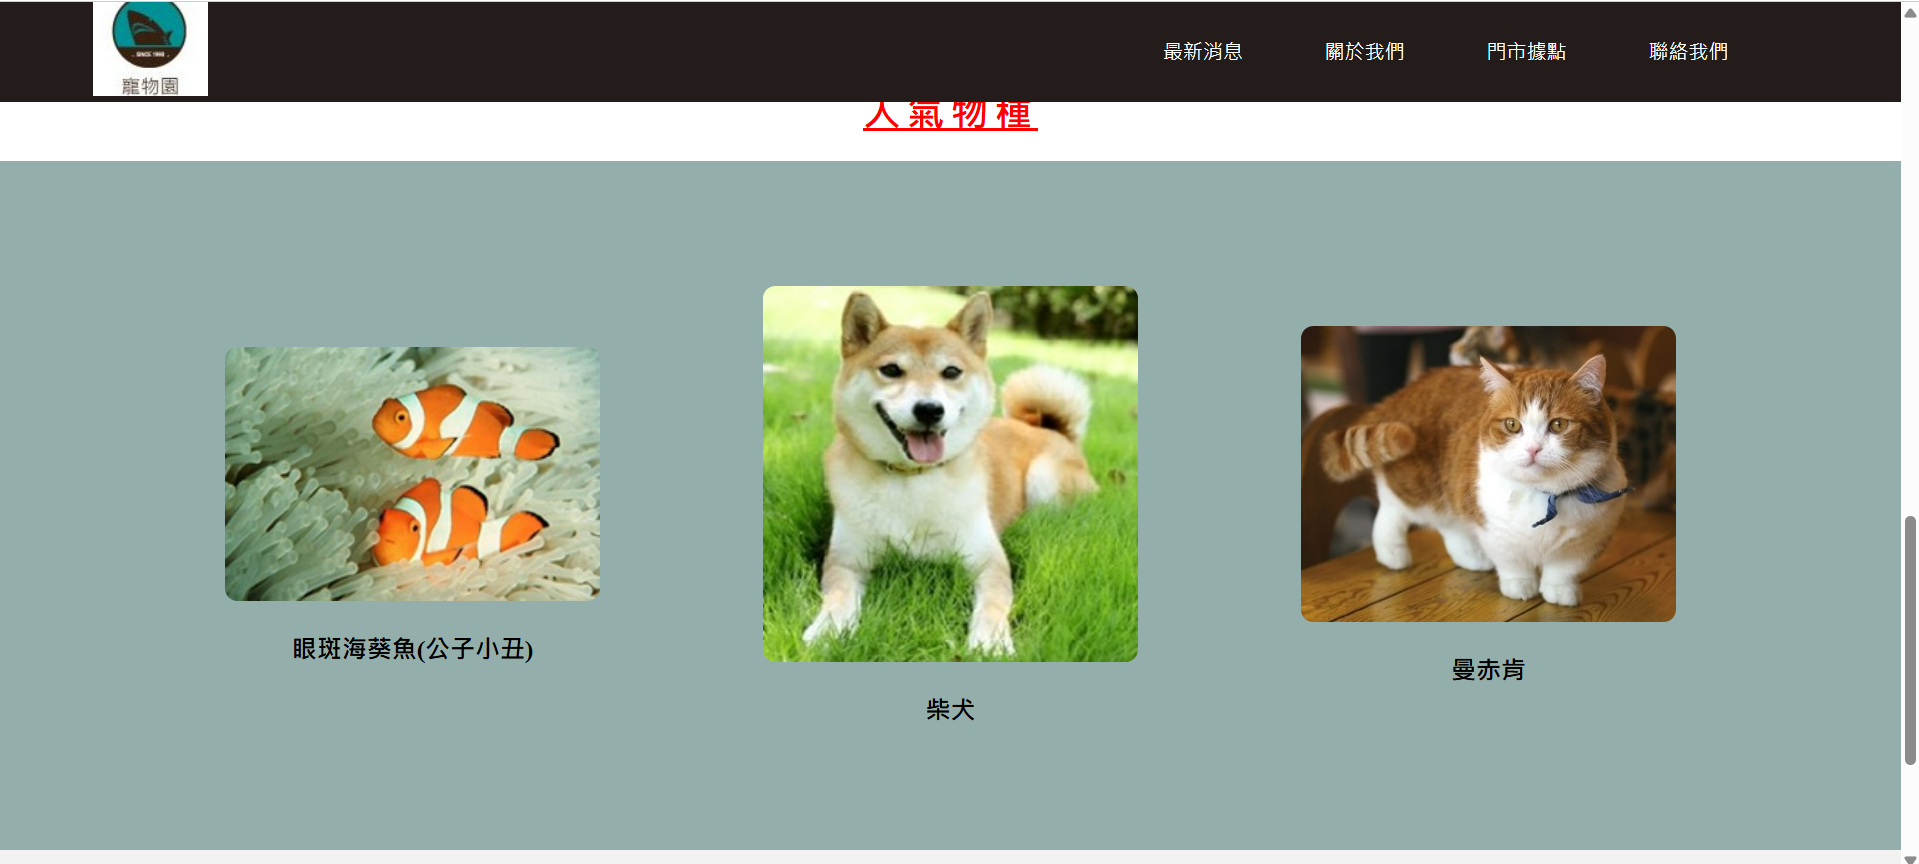 SINCE 1990
寵物園
最新消息 關於我們 門市據點 聯絡我們
人氣物種
眼斑海葵魚(公子小丑)
柴犬
曼赤肯